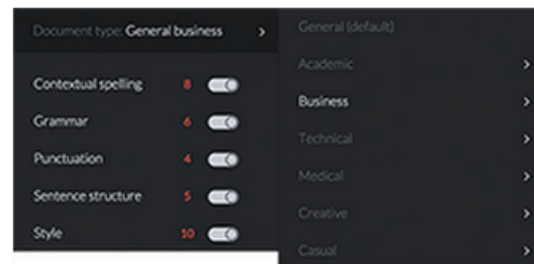 Document type: General business >
Contextual spelling 8
Grammar 6
Punctuation 4
Sentence structure 5
Style 10
General (default)
Academic >
Business >
Technical >
Medical >
Creative >
Casual >